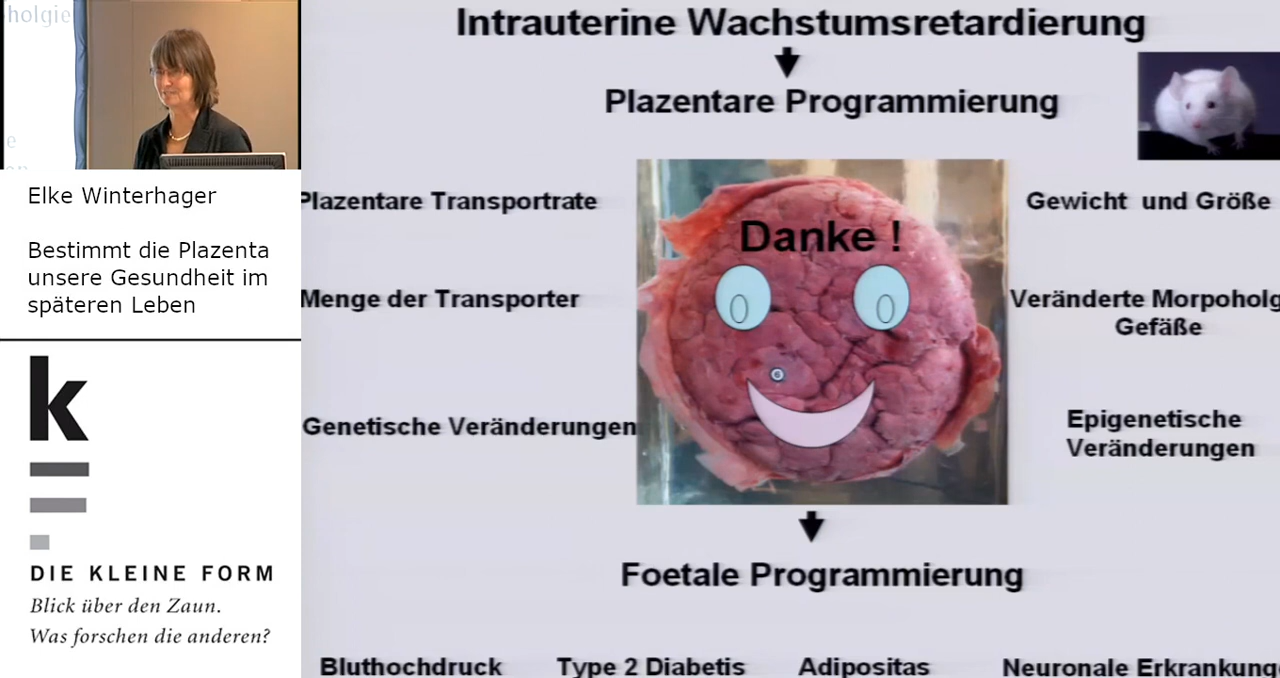 holgie
e
Elke Winterhager
Bestimmt die Plazenta
unsere Gesundheit im
späteren Leben
k
DIE KLEINE FORM
Blick über den Zaun.
Was forschen die anderen?
Intrauterine Wachstumsretardierung
Plazentare Programmierung
Plazentare Transportrate
Gewicht und Größe
Danke !
Menge der Transporter
Veränderte Morpoholg
Gefäße
Genetische Veränderungen
Epigenetische
Veränderungen
Foetale Programmierung
Bluthochdruck
Type 2 Diabetis
Adipositas
Neuronale Erkrankung